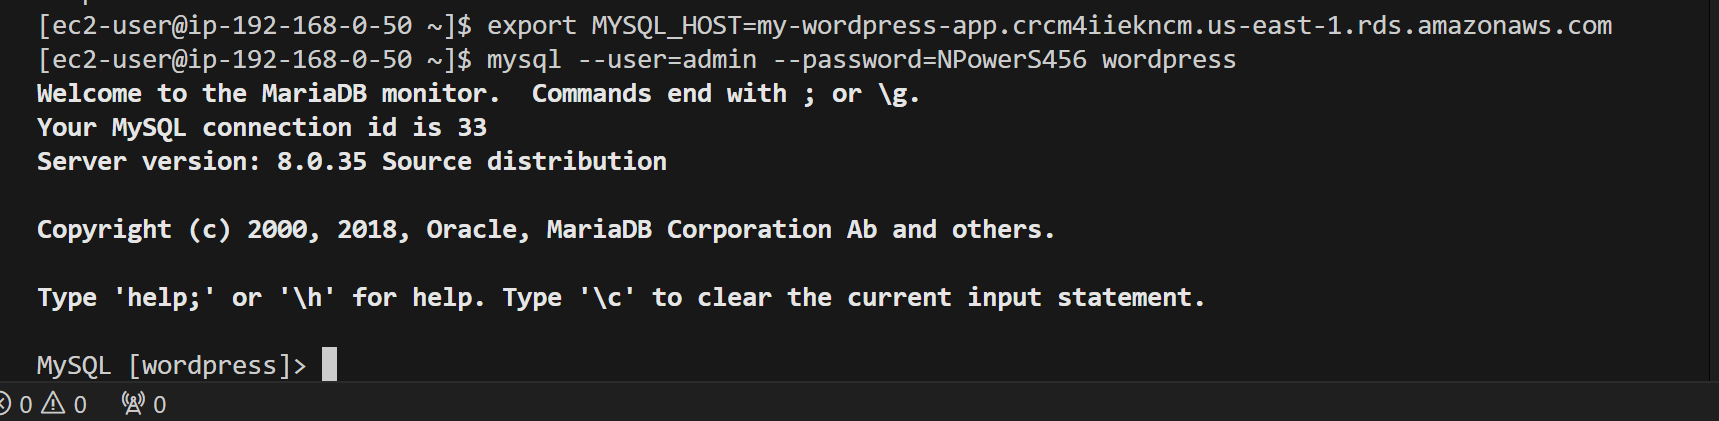 [ec2-user@ip-192-168-0-50 ~]$ export MYSQL_HOST=my-wordpress-app.crcm4iiekncm.us-east-1.rds.amazonaws.com
[ec2-user@ip-192-168-0-50 ~]$ mysql --user=admin --password=NPowerS456 wordpress
Welcome to the MariaDB monitor.  Commands end with ; or \g.
Your MySQL connection id is 33
Server version: 8.0.35 Source distribution
Copyright (c) 2000, 2018, Oracle, MariaDB Corporation Ab and others.
Type 'help;' or '\h' for help. Type '\c' to clear the current input statement.
MySQL [wordpress]>
0 0 0